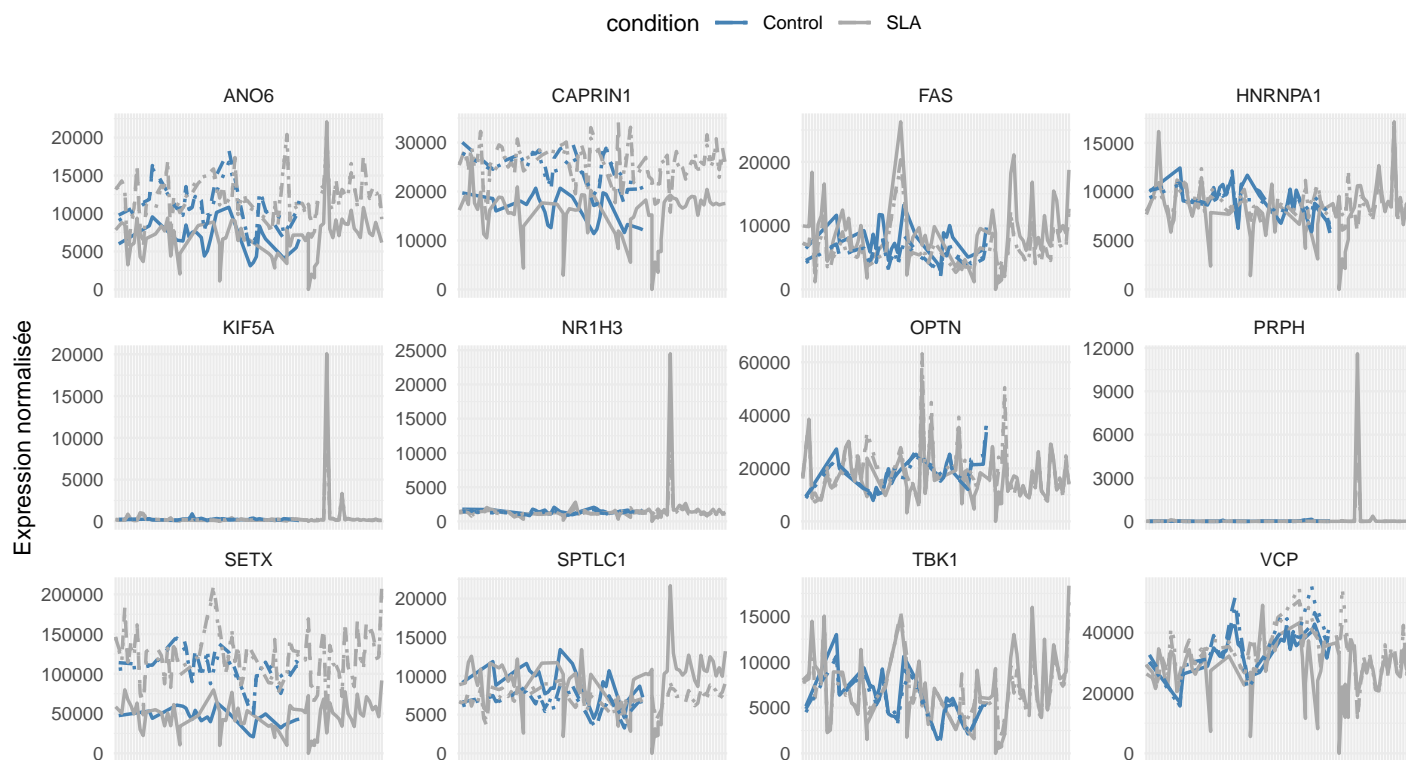 condition Control SLA
ANO6 CAPRIN1 FAS HNRNPA1
20000 15000 10000 5000 0
30000 20000 10000 0
20000 10000 0
15000 10000 5000 0
Expression normalisée
KIF5A NR1H3 OPTN PRPH
20000 15000 10000 5000 0
25000 20000 15000 10000 5000 0
60000 40000 20000 0
12000 9000 6000 3000 0
SETX SPTLC1 TBK1 VCP
200000 150000 100000 50000 0
20000 15000 10000 5000 0
15000 10000 5000 0
40000 20000 0